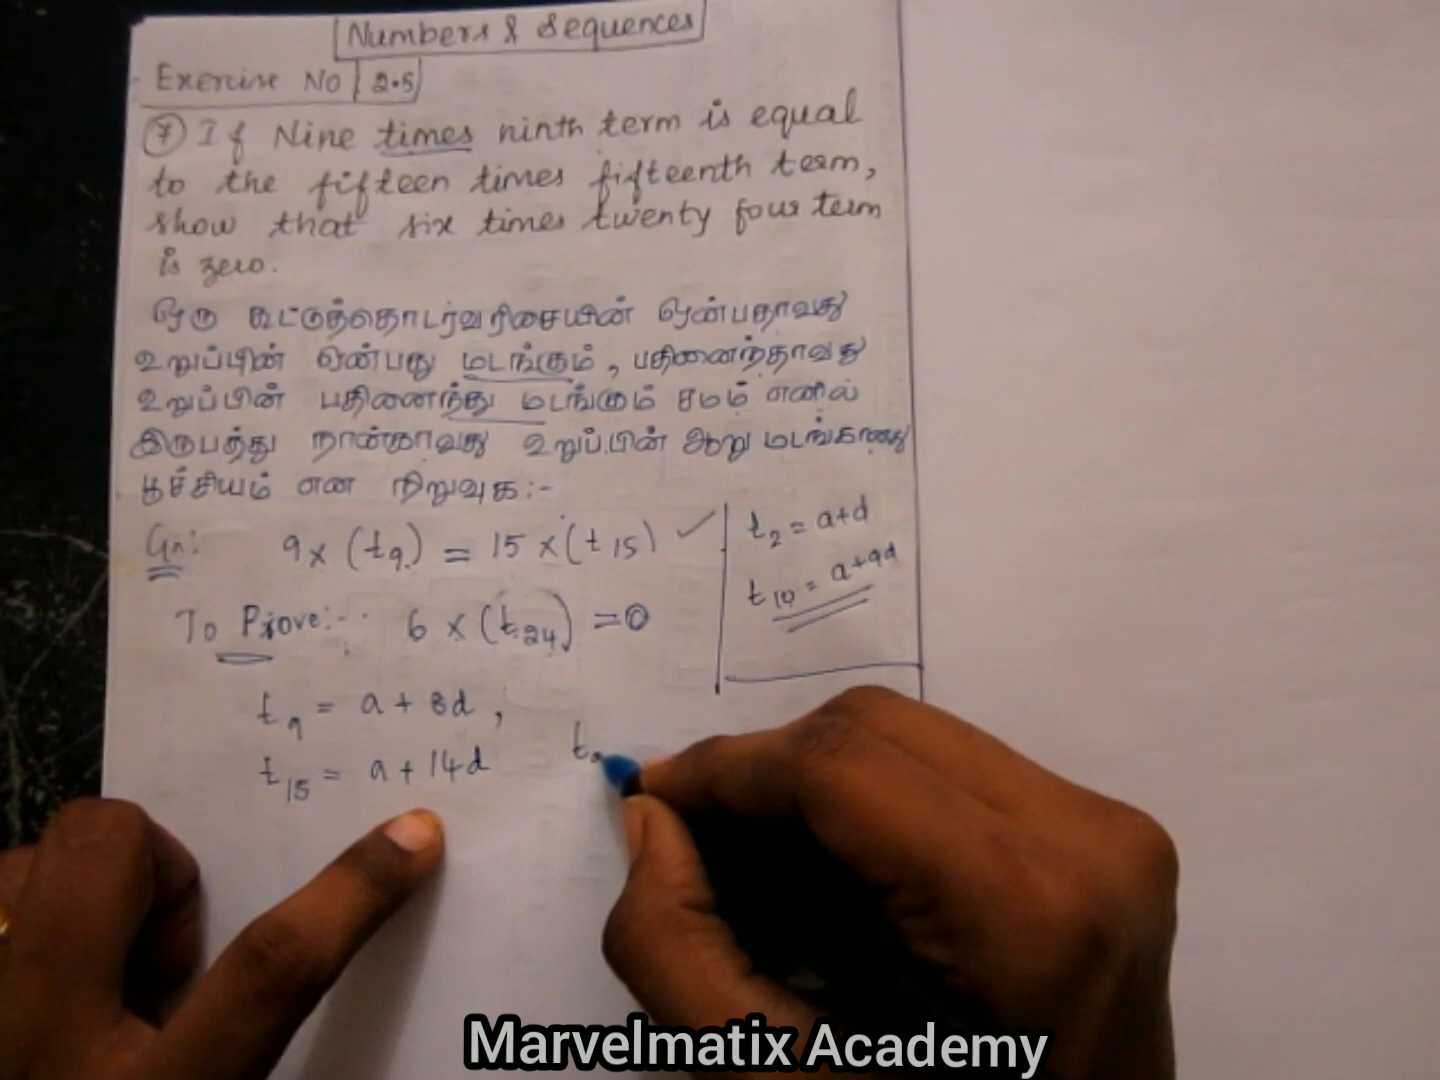 Numbers & Sequences
Exercise No 2.5
⑦ If Nine times ninth term is equal
to the fifteen times fifteenth term,
show that six times twenty four term
is zero.
ஒரு கூட்டுத்தொடர்வரிசையின் ஒன்பதாவது
உறுப்பின் ஒன்பது மடங்கும், பதினைந்தாவது
உறுப்பின் பதினைந்து மடங்கும் சமம் எனில்
இருபத்து நான்காவது உறுப்பின் ஆறு மடங்கானது
பூச்சியம் என நிறுவுக:-
Gn: 9 × (t9) = 15 × (t15) ✓
t2 = a+d
t10 = a+9d
To Prove:- 6 × (t24) = 0
t9 = a + 8d,
t15 = a + 14d
Marvelmatix Academy